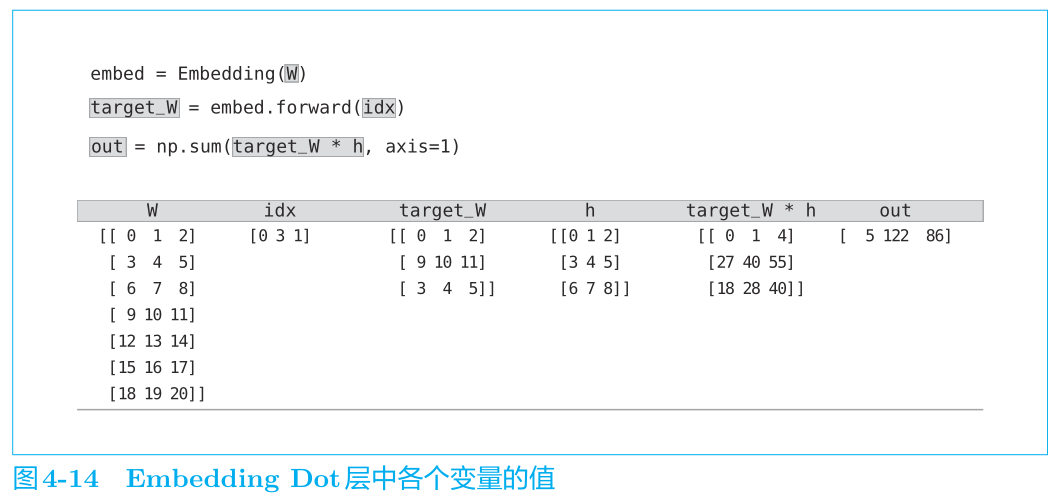 embed = Embedding(W)
target_W = embed.forward(idx)
out = np.sum(target_W * h, axis=1)
W idx target_W h target_W * h out
[[ 0 1 2] [0 3 1] [[ 0 1 2] [[0 1 2] [[ 0 1 4] [ 5 122 86]
[ 3 4 5] [ 9 10 11] [3 4 5] [27 40 55]
[ 6 7 8] [ 3 4 5]] [6 7 8]] [18 28 40]]
[ 9 10 11]
[12 13 14]
[15 16 17]
[18 19 20]]
图4-14 Embedding Dot层中各个变量的值